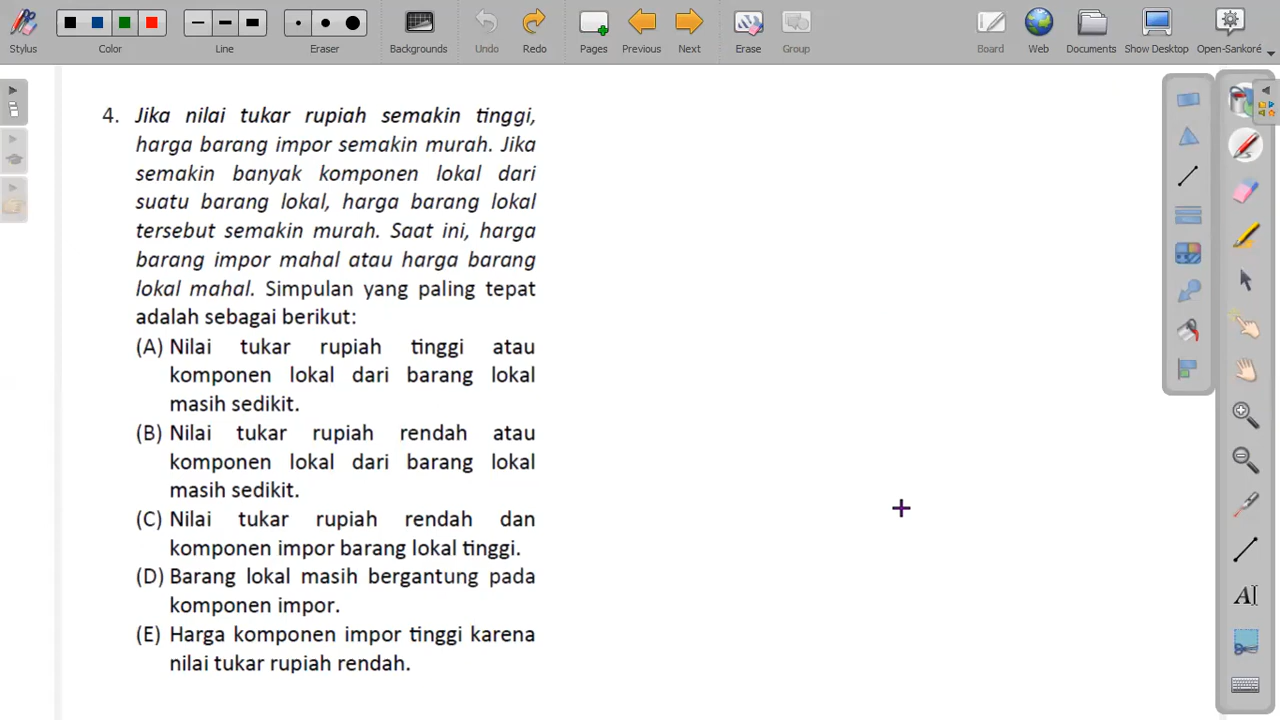 Stylus
Color
Line
Eraser
Backgrounds
Undo
Redo
Pages
Previous
Next
Erase
Group
Board
Web
Documents
Show Desktop
Open-Sankoré
4. Jika nilai tukar rupiah semakin tinggi,
harga barang impor semakin murah. Jika
semakin banyak komponen lokal dari
suatu barang lokal, harga barang lokal
tersebut semakin murah. Saat ini, harga
barang impor mahal atau harga barang
lokal mahal. Simpulan yang paling tepat
adalah sebagai berikut:
(A) Nilai tukar rupiah tinggi atau
komponen lokal dari barang lokal
masih sedikit.
(B) Nilai tukar rupiah rendah atau
komponen lokal dari barang lokal
masih sedikit.
(C) Nilai tukar rupiah rendah dan
komponen impor barang lokal tinggi.
(D) Barang lokal masih bergantung pada
komponen impor.
(E) Harga komponen impor tinggi karena
nilai tukar rupiah rendah.